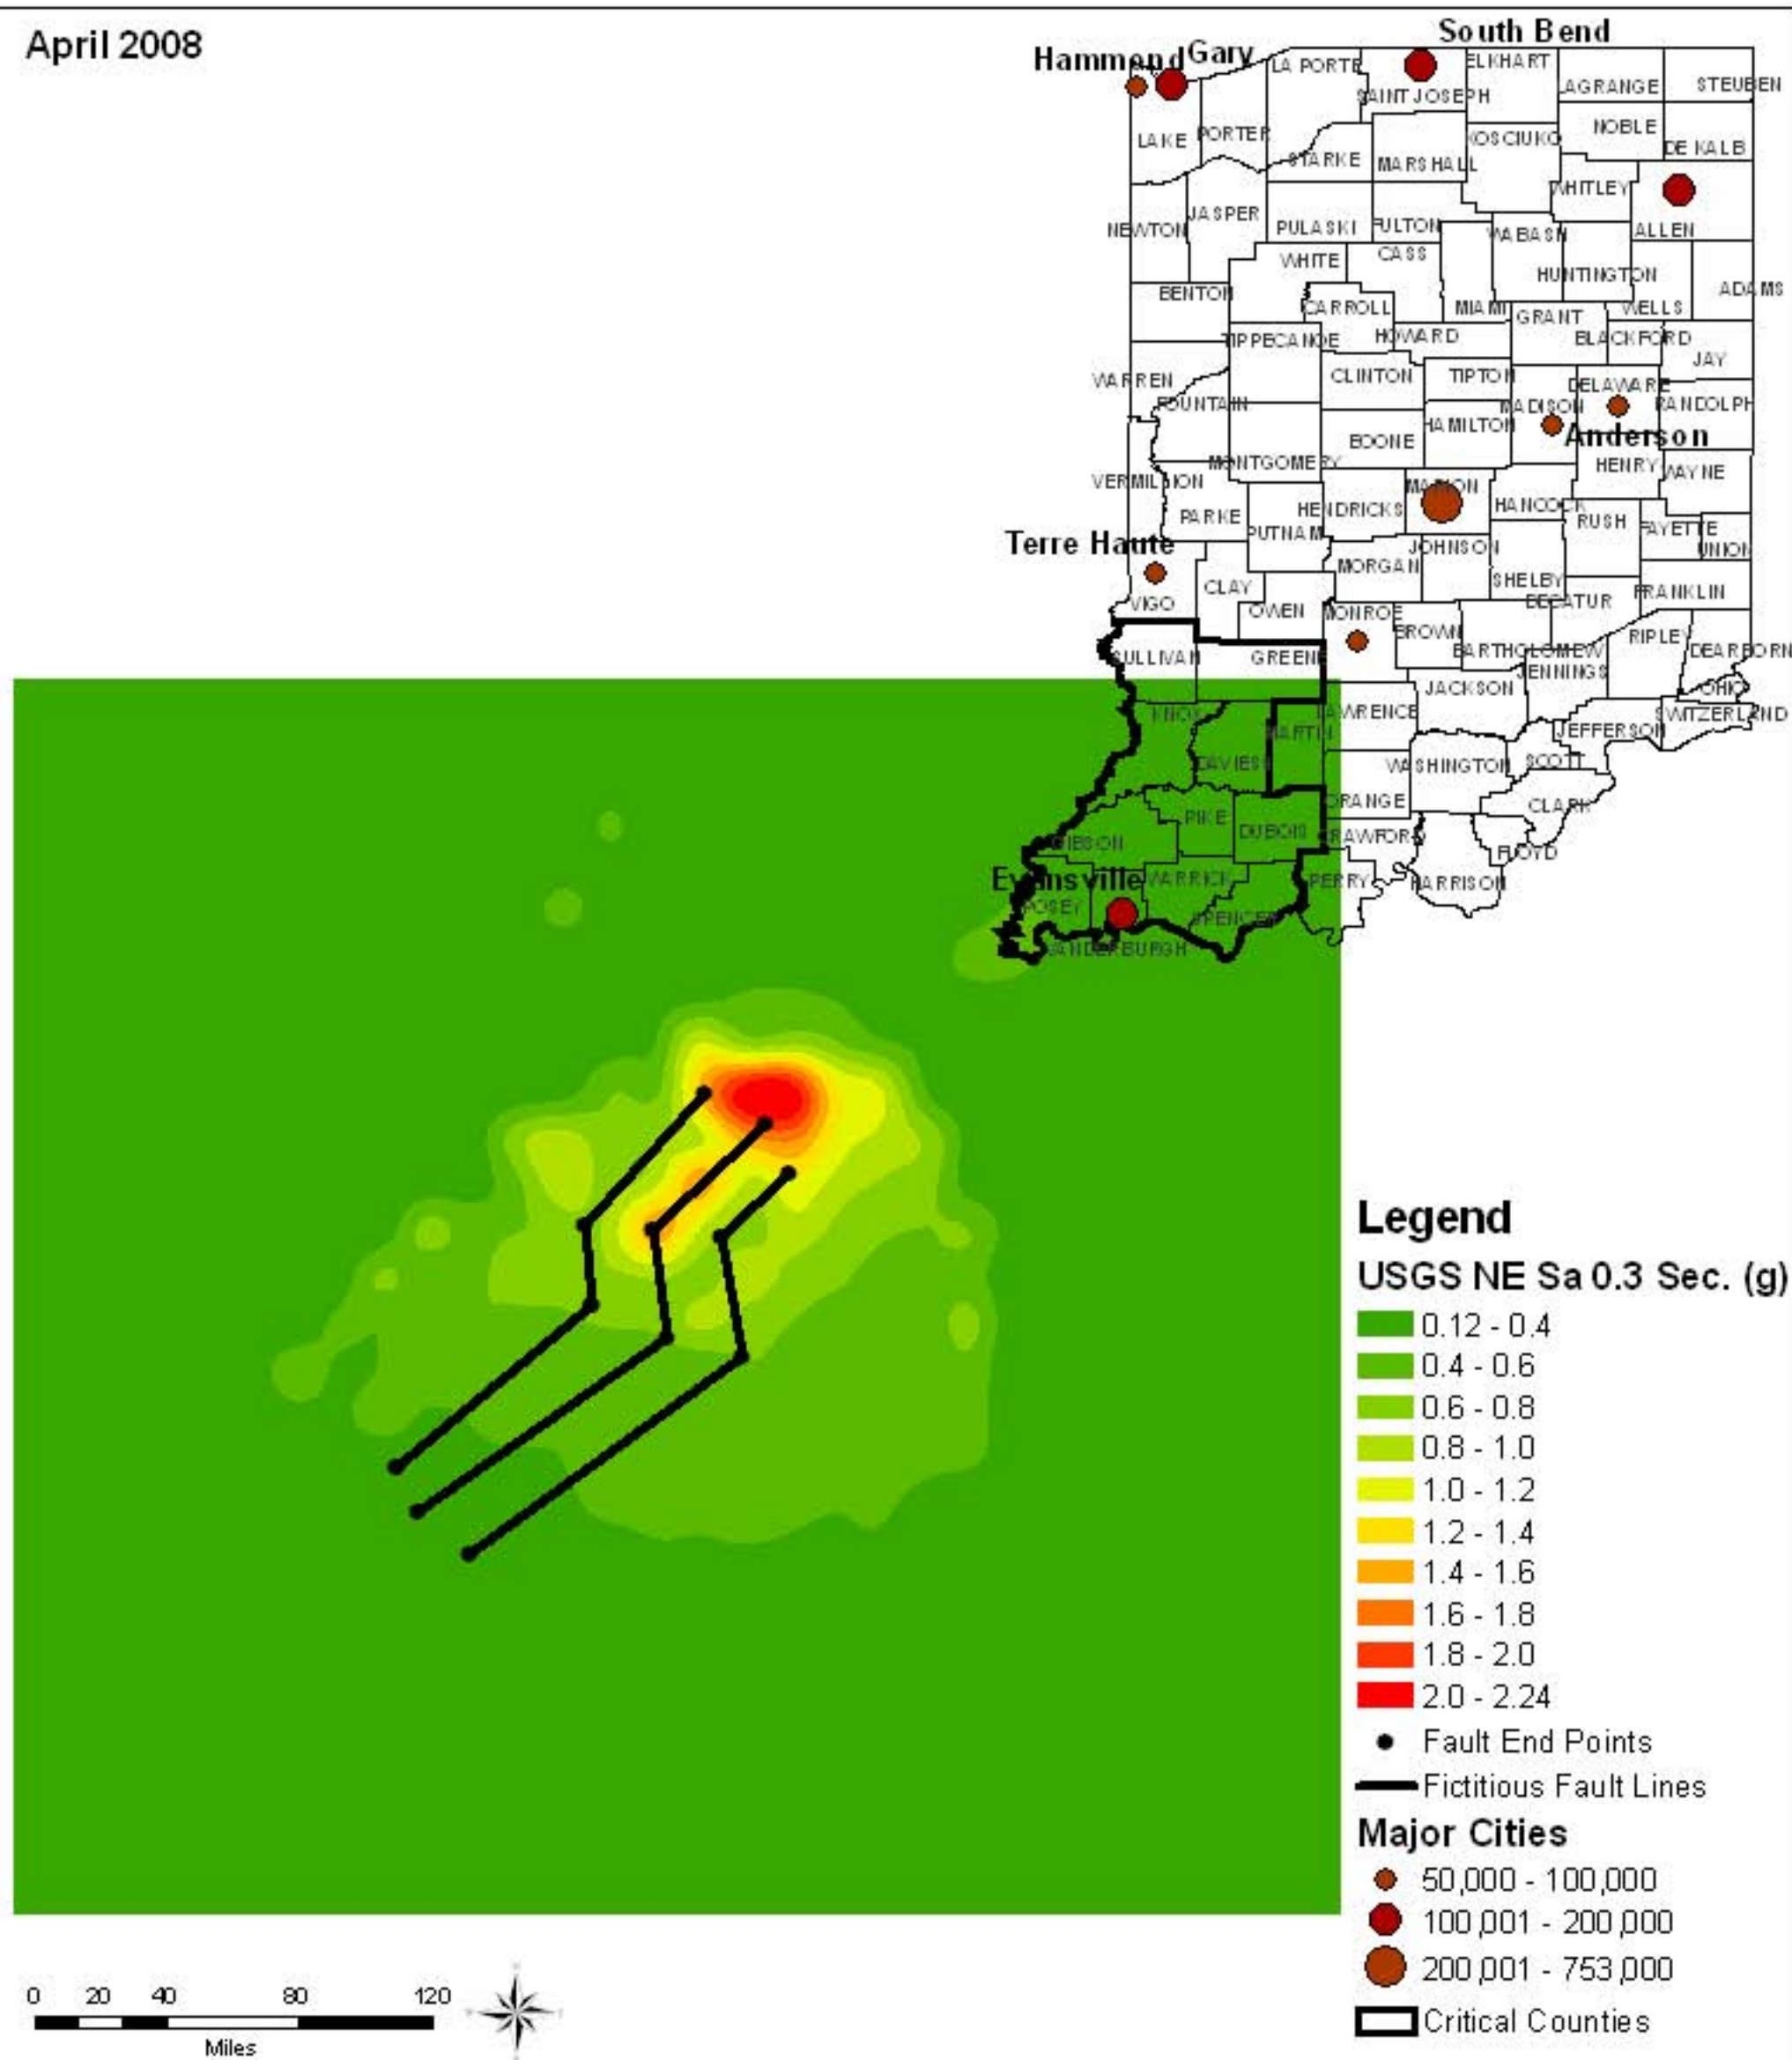 April 2008
South Bend
Hammond
Gary
LA PORTE
ELKHART
LAGRANGE
STEUBEN
SAINT JOSEPH
LAKE
PORTER
STARKE
MARSHALL
KOSCIUKO
NOBLE
DE KALB
WHITLEY
NEWTON
JASPER
PULASKI
FULTON
WABASH
ALLEN
WHITE
CASS
HUNTINGTON
ADAMS
BENTON
CARROLL
MIAMI
GRANT
WELLS
TIPPECANOE
HOWARD
BLACKFORD
JAY
WARREN
CLINTON
TIPTON
DELAWARE
FOUNTAIN
MADISON
RANDOLPH
BOONE
HAMILTON
Anderson
MONTGOMERY
HENRY
WAYNE
VERMILLION
MARION
PARKE
HENDRICKS
HANCOCK
PUTNAM
RUSH
FAYETTE
Terre Haute
JOHNSON
UNION
MORGAN
SHELBY
VIGO
CLAY
OWEN
MONROE
DECATUR
FRANKLIN
BROWN
BARTHOLOMEW
RIPLEY
DEARBORN
SULLIVAN
GREENE
JENNINGS
JACKSON
OHIO
KNOX
LAWRENCE
SWITZERLAND
MARTIN
JEFFERSON
DAVIESS
WASHINGTON
SCOTT
ORANGE
CLARK
PIKE
DUBOIS
CRAWFORD
GIBSON
FLOYD
Evansville
WARRICK
PERRY
HARRISON
POSEY
SPENCER
VANDERBURGH
Legend
USGS NE Sa 0.3 Sec. (g)
0.12 - 0.4
0.4 - 0.6
0.6 - 0.8
0.8 - 1.0
1.0 - 1.2
1.2 - 1.4
1.4 - 1.6
1.6 - 1.8
1.8 - 2.0
2.0 - 2.24
Fault End Points
Fictitious Fault Lines
Major Cities
50,000 - 100,000
100,001 - 200,000
200,001 - 753,000
Critical Counties
0 20 40 80 120
Miles